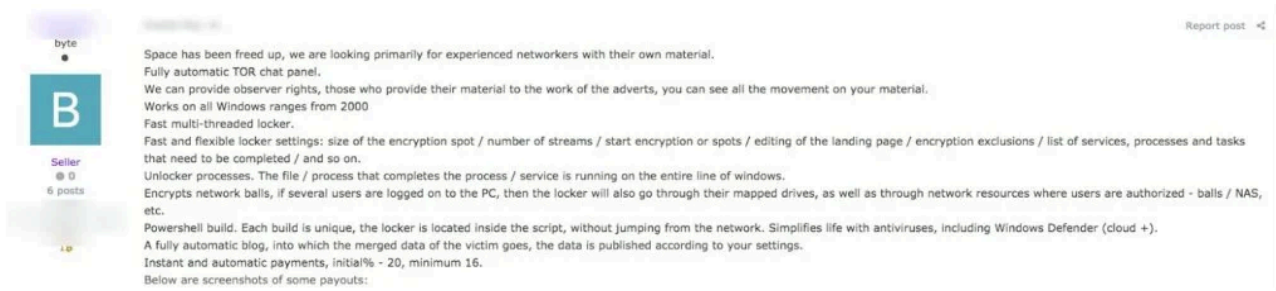 Report post
byte
B
Seller
0
6 posts
Space has been freed up, we are looking primarily for experienced networkers with their own material.
Fully automatic TOR chat panel.
We can provide observer rights, those who provide their material to the work of the adverts, you can see all the movement on your material.
Works on all Windows ranges from 2000
Fast multi-threaded locker.
Fast and flexible locker settings: size of the encryption spot / number of streams / start encryption or spots / editing of the landing page / encryption exclusions / list of services, processes and tasks
that need to be completed / and so on.
Unlocker processes. The file / process that completes the process / service is running on the entire line of windows.
Encrypts network balls, if several users are logged on to the PC, then the locker will also go through their mapped drives, as well as through network resources where users are authorized - balls / NAS,
etc.
Powershell build. Each build is unique, the locker is located inside the script, without jumping from the network. Simplifies life with antiviruses, including Windows Defender (cloud +).
A fully automatic blog, into which the merged data of the victim goes, the data is published according to your settings.
Instant and automatic payments, initial% - 20, minimum 16.
Below are screenshots of some payouts: